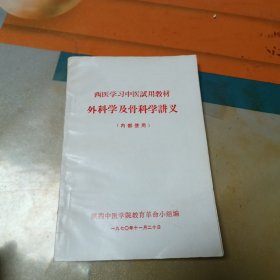 西医学习中医試用教材
外科学及骨科学讲义
（内部使用）
陕西中医学院教育革命小组编
一九七〇年十一月二十日